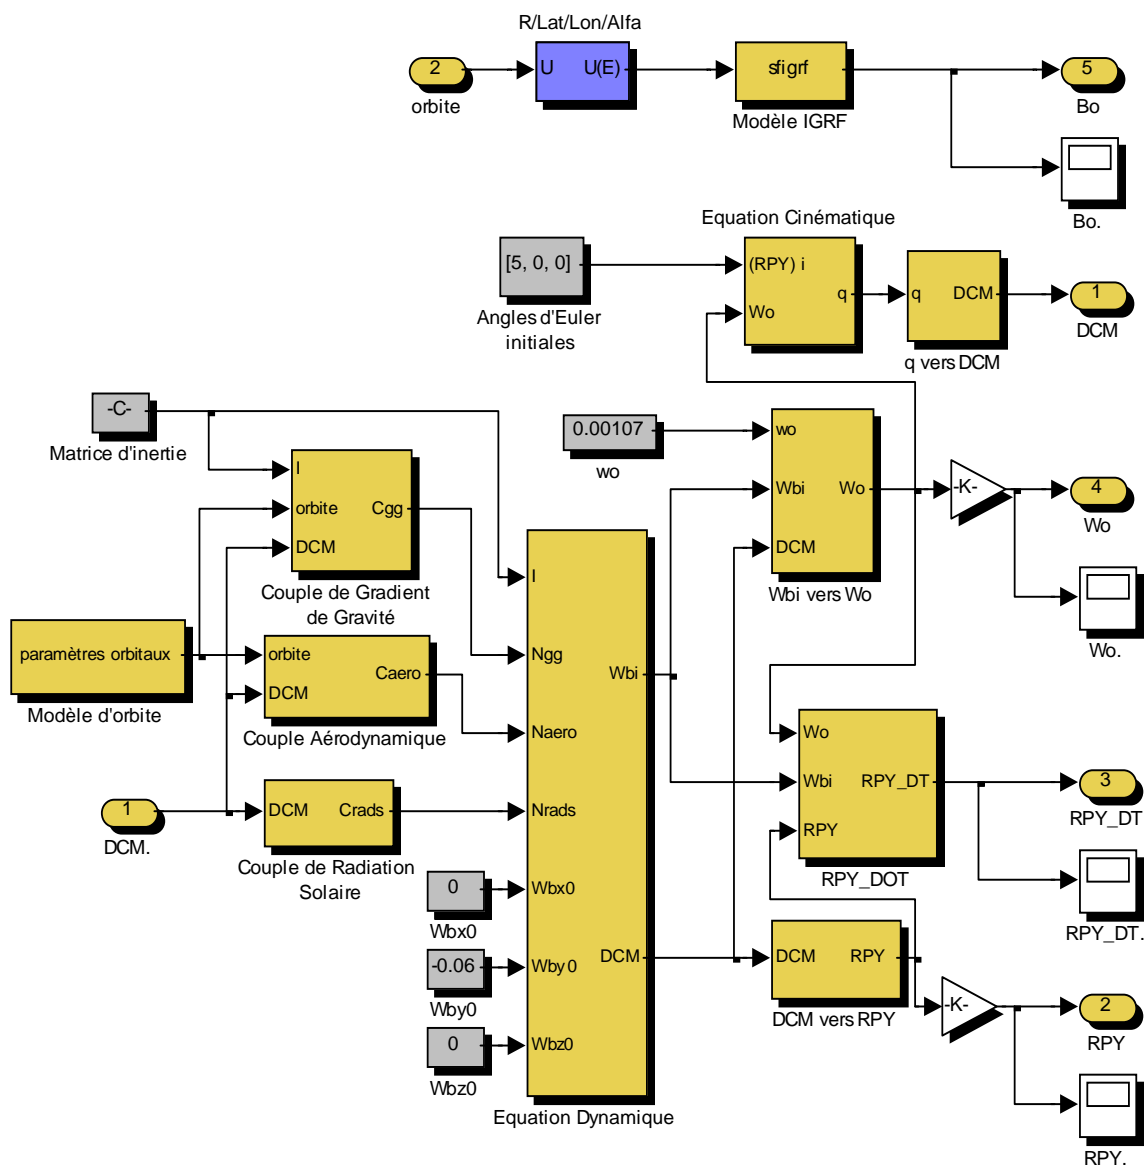 R/Lat/Lon/Alfa
2
orbite
U
U(E)
sfigrf
Modèle IGRF
5
Bo
Bo.
Equation Cinématique
[5, 0, 0]
Angles d'Euler
initiales
(RPY) i
Wo
q
q
DCM
q vers DCM
1
DCM
-C-
Matrice d'inertie
0.00107
wo
wo
Wbi
DCM
Wo
Wbi vers Wo
-K-
4
Wo
Wo.
I
orbite
DCM
Cgg
Couple de Gradient
de Gravité
paramètres orbitaux
Modèle d'orbite
orbite
DCM
Caero
Couple Aérodynamique
1
DCM.
DCM
Crads
Couple de Radiation
Solaire
0
Wbx0
-0.06
Wby0
0
Wbz0
I
Ngg
Naero
Nrads
Wbx0
Wby 0
Wbz0
Wbi
DCM
Equation Dynamique
Wo
Wbi
RPY
RPY_DT
RPY_DOT
3
RPY_DT
RPY_DT.
DCM
RPY
DCM vers RPY
-K-
2
RPY
RPY.